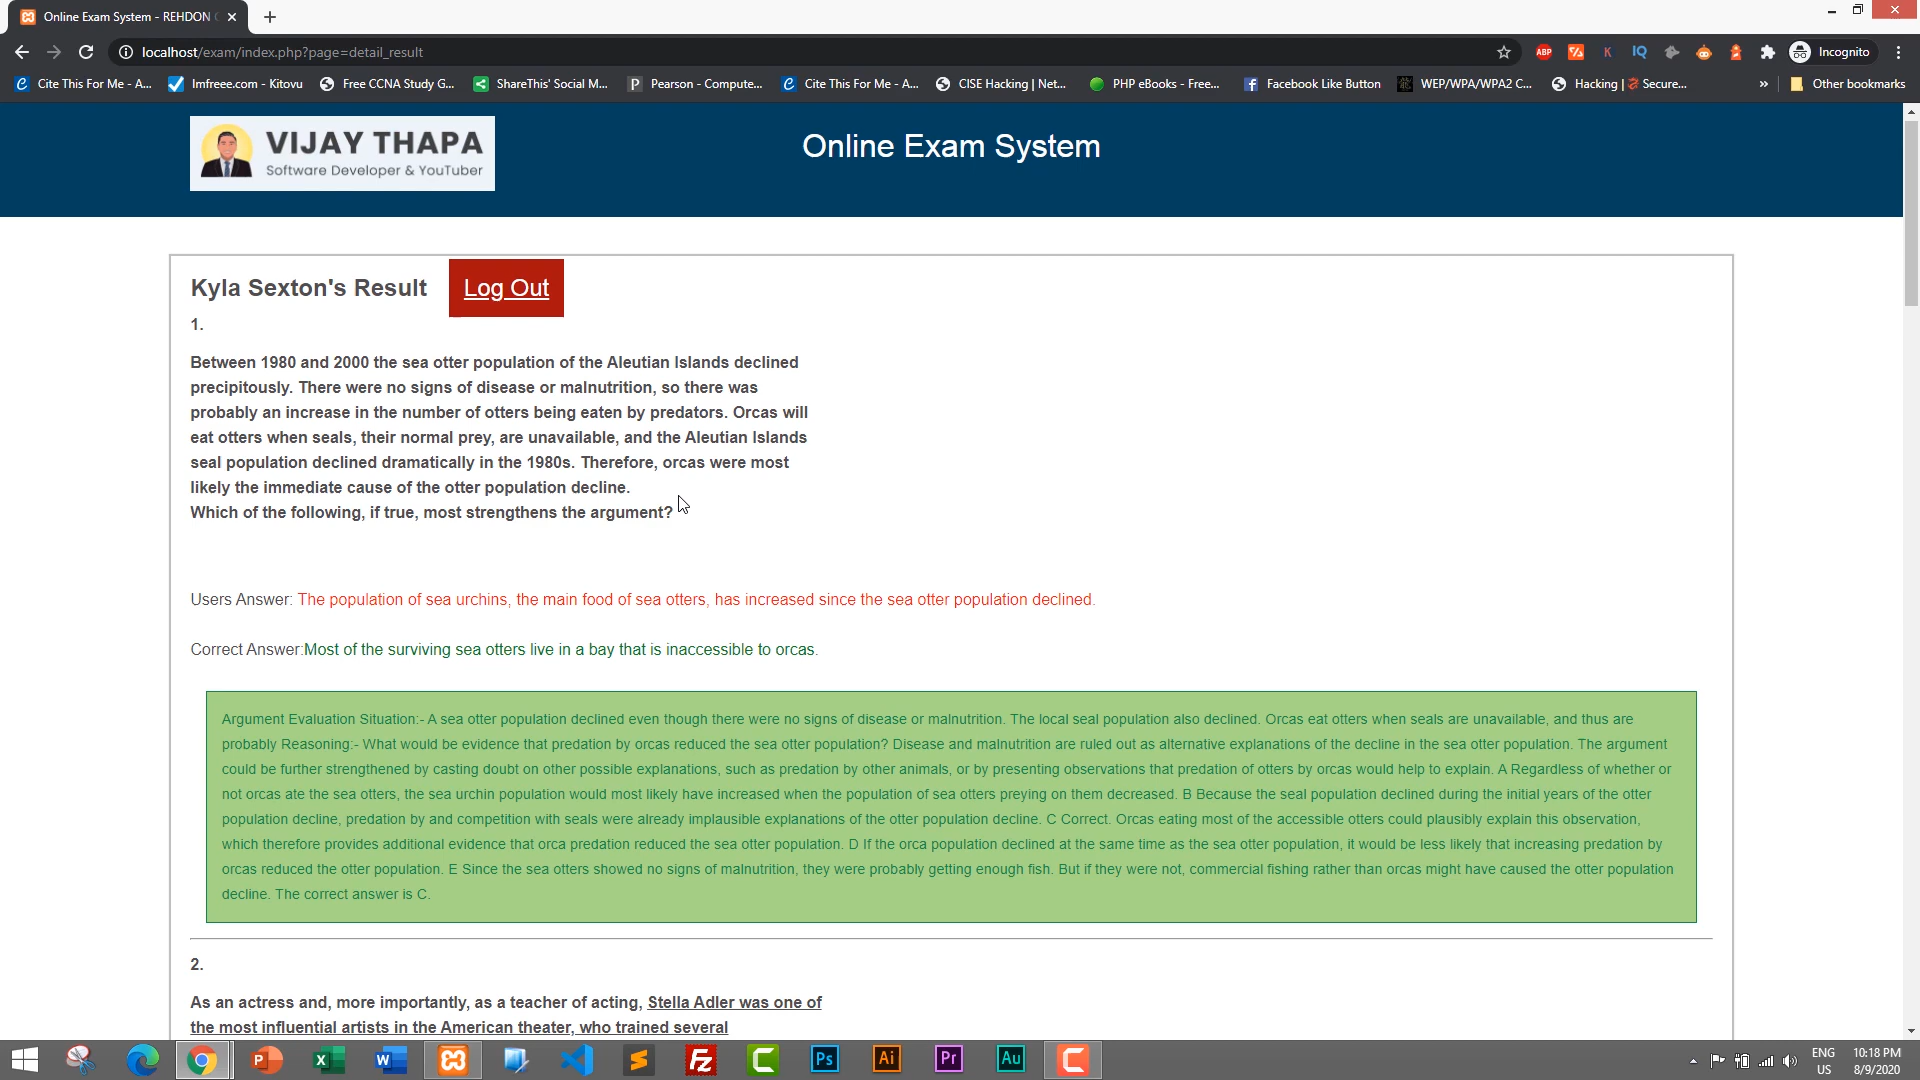 Online Exam System - REHDON
localhost/exam/index.php?page=detail_result
ABP
K
IQ
Incognito
Cite This For Me - A...
Imfreee.com - Kitovu
Free CCNA Study G...
ShareThis' Social M...
P Pearson - Compute...
Cite This For Me - A...
CISE Hacking | Net...
PHP eBooks - Free...
Facebook Like Button
WEP/WPA/WPA2 C...
Hacking | Secure...
»
Other bookmarks
VIJAY THAPA
Software Developer & YouTuber
Online Exam System
Kyla Sexton's Result
Log Out
1.
Between 1980 and 2000 the sea otter population of the Aleutian Islands declined
precipitously. There were no signs of disease or malnutrition, so there was
probably an increase in the number of otters being eaten by predators. Orcas will
eat otters when seals, their normal prey, are unavailable, and the Aleutian Islands
seal population declined dramatically in the 1980s. Therefore, orcas were most
likely the immediate cause of the otter population decline.
Which of the following, if true, most strengthens the argument?
Users Answer: The population of sea urchins, the main food of sea otters, has increased since the sea otter population declined.
Correct Answer:Most of the surviving sea otters live in a bay that is inaccessible to orcas.
Argument Evaluation Situation:- A sea otter population declined even though there were no signs of disease or malnutrition. The local seal population also declined. Orcas eat otters when seals are unavailable, and thus are
probably Reasoning:- What would be evidence that predation by orcas reduced the sea otter population? Disease and malnutrition are ruled out as alternative explanations of the decline in the sea otter population. The argument
could be further strengthened by casting doubt on other possible explanations, such as predation by other animals, or by presenting observations that predation of otters by orcas would help to explain. A Regardless of whether or
not orcas ate the sea otters, the sea urchin population would most likely have increased when the population of sea otters preying on them decreased. B Because the seal population declined during the initial years of the otter
population decline, predation by and competition with seals were already implausible explanations of the otter population decline. C Correct. Orcas eating most of the accessible otters could plausibly explain this observation,
which therefore provides additional evidence that orca predation reduced the sea otter population. D If the orca population declined at the same time as the sea otter population, it would be less likely that increasing predation by
orcas reduced the otter population. E Since the sea otters showed no signs of malnutrition, they were probably getting enough fish. But if they were not, commercial fishing rather than orcas might have caused the otter population
decline. The correct answer is C.
2.
As an actress and, more importantly, as a teacher of acting, Stella Adler was one of
the most influential artists in the American theater, who trained several
Ps
Ai
Pr
Au
ENG
US
10:18 PM
8/9/2020